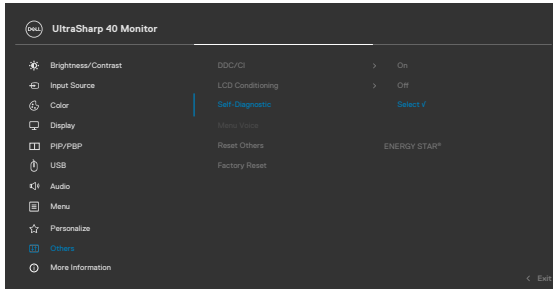 DELL UltraSharp 40 Monitor
Brightness/Contrast DDC/CI > On
Input Source LCD Conditioning > Off
Color Self-Diagnostic Select √
Display Menu Voice
PIP/PBP Reset Others ENERGY STAR®
USB Factory Reset
Audio
Menu
Personalize
Others
More Information
< Exit